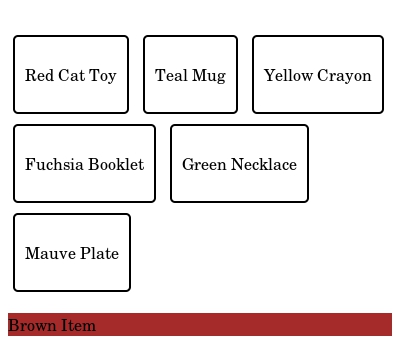 Red Cat Toy Teal Mug Yellow Crayon
Fuchsia Booklet Green Necklace
Mauve Plate
Brown Item